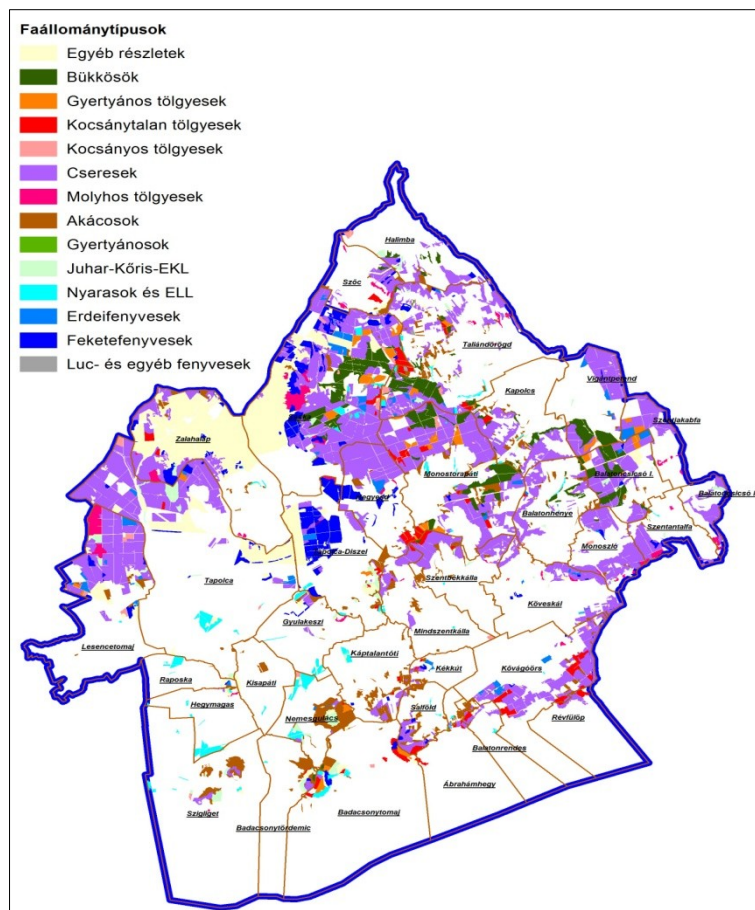 Faállománytípusok
Egyéb részletek
Bükkösök
Gyertyános tölgyesek
Kocsánytalan tölgyesek
Kocsányos tölgyesek
Cseresek
Molyhos tölgyesek
Akácosok
Gyertyánosok
Juhar-Kőris-EKL
Nyarasok és ELL
Erdeifenyvesek
Feketefenyvesek
Luc- és egyéb fenyvesek
Halimba
Szőc
Taliándörögd
Kapolcs
Vigántpetend
Szentjakabfa
Zalahaláp
Monostorapáti
Hegyesd
Balatoncsicsó I.
Balatonhenye
Szentantalfa
Monoszló
Tapolca
Szentbékkálla
Köveskál
Gyulakeszi
Mindszentkálla
Lesencetomaj
Káptalantóti
Kékkút
Kővágóörs
Raposka
Kisapáti
Hegymagas
Nemesgulács
Salföld
Révfülöp
Balatonrendes
Ábrahámhegy
Szigliget
Badacsonytördemic
Badacsonytomaj